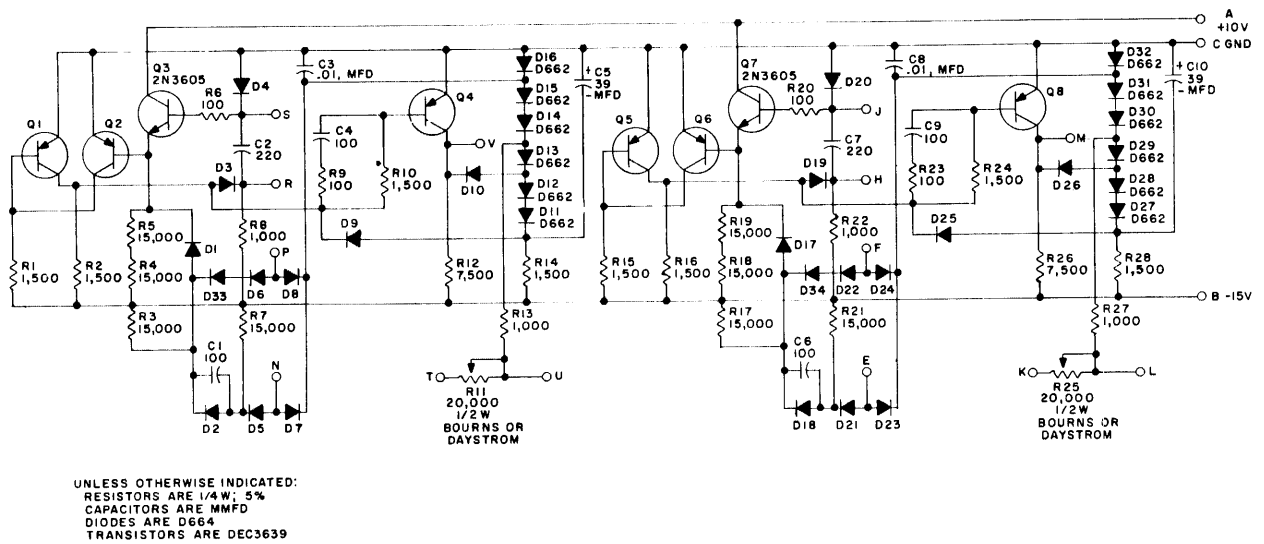 A
+10V
C GND
Q3
2N3605
R6
100
D4
C3
.01, MFD
Q4
D16
D662
D15
D662
D14
D662
D13
D662
D12
D662
D11
D662
+
C5
39
-MFD
Q1
Q2
S
C2
220
C4
100
R9
100
R10
1,500
V
D10
D3
R
D9
R5
15,000
R4
15,000
R3
15,000
D1
R8
1,000
P
D33
D6
D8
R1
1,500
R2
1,500
R7
15,000
R12
7,500
R14
1,500
R13
1,000
C1
100
N
D2
D5
D7
T
U
R11
20,000
1/2W
BOURNS OR
DAYSTROM
Q7
2N3605
R20
100
D20
C8
.01, MFD
Q8
D32
D662
D31
D662
D30
D662
D29
D662
D28
D662
D27
D662
+
C10
39
-MFD
Q5
Q6
J
C7
220
C9
100
R23
100
R24
1,500
M
D26
D19
H
D25
R19
15,000
R18
15,000
R17
15,000
D17
R22
1,000
F
D34
D22
D24
R15
1,500
R16
1,500
R21
15,000
R26
7,500
R28
1,500
B -15V
R27
1,000
C6
100
E
D18
D21
D23
K
L
R25
20,000
1/2W
BOURNS OR
DAYSTROM
UNLESS OTHERWISE INDICATED:
RESISTORS ARE 1/4W; 5%
CAPACITORS ARE MMFD
DIODES ARE D664
TRANSISTORS ARE DEC3639